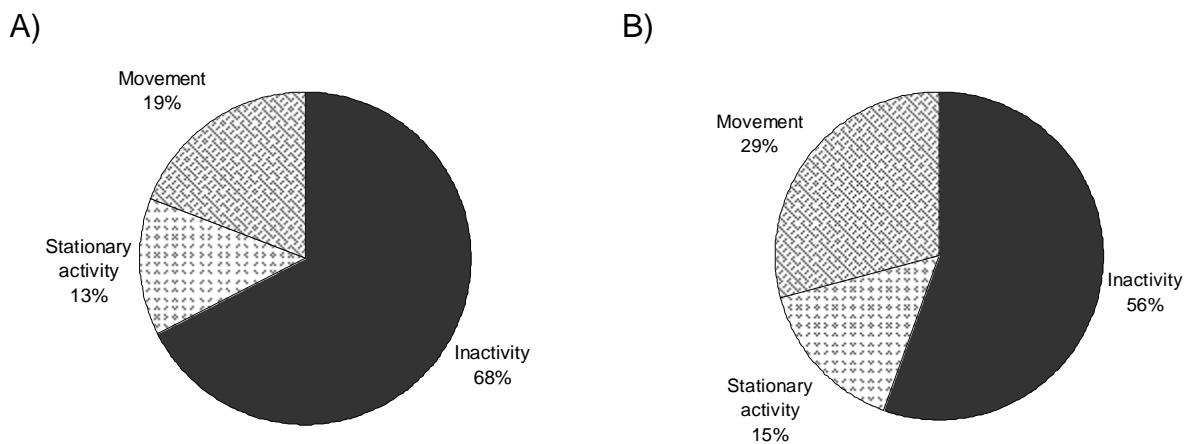 A)
Movement
19%
Stationary
activity
13%
Inactivity
68%
B)
Movement
29%
Inactivity
56%
Stationary
activity
15%